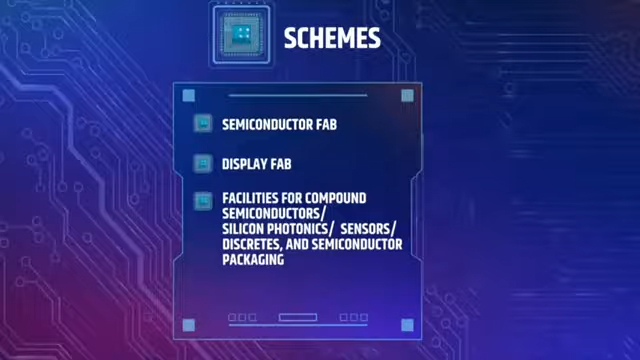 SCHEMES
SEMICONDUCTOR FAB
DISPLAY FAB
FACILITIES FOR COMPOUND
SEMICONDUCTORS/
SILICON PHOTONICS/ SENSORS/
DISCRETES, AND SEMICONDUCTOR
PACKAGING